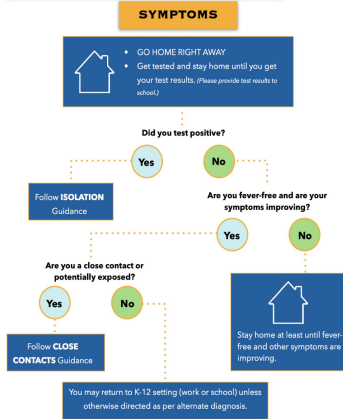 SYMPTOMS
• GO HOME RIGHT AWAY
• Get tested and stay home until you get
your test results. (Please provide test results to
school.)
Did you test positive?
Yes
No
Follow ISOLATION
Guidance
Are you fever-free and are your
symptoms improving?
Yes
No
Are you a close contact or
potentially exposed?
Yes
No
Stay home at least until fever-
free and other symptoms are
improving.
Follow CLOSE
CONTACTS Guidance
You may return to K-12 setting (work or school) unless
otherwise directed as per alternate diagnosis.